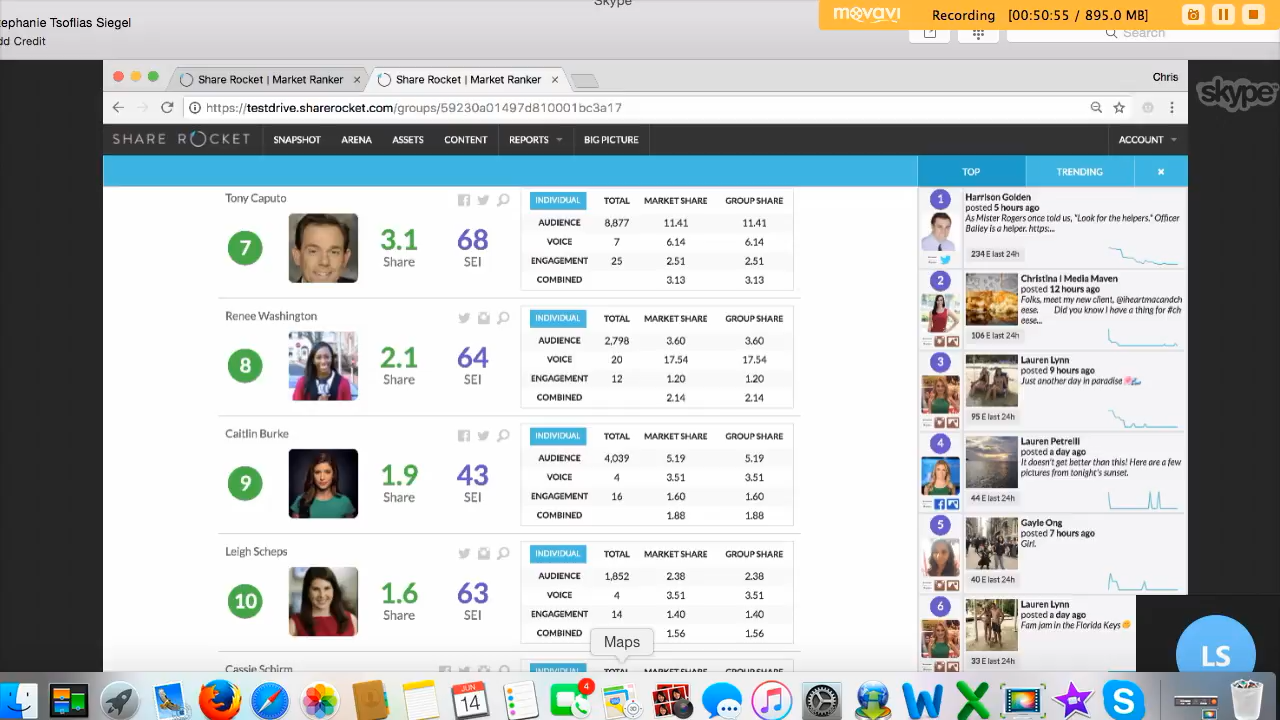 Skype
ephanie Tsoflias Siegel
dd Credit
movavi
Recording (00:50:55 / 895.0 MB)
Search
Share Rocket | Market Ranker
Share Rocket | Market Ranker
Chris
https://testdrive.sharerocket.com/groups/59230a01497d810001bc3a17
skype
SHARE ROCKET SNAPSHOT ARENA ASSETS CONTENT REPORTS BIG PICTURE ACCOUNT
TOP TRENDING
Tony Caputo
7
3.1 68
Share SEI
INDIVIDUAL TOTAL MARKET SHARE GROUP SHARE
AUDIENCE 8,877 11.41 11.41
VOICE 7 6.14 6.14
ENGAGEMENT 25 2.51 2.51
COMBINED 3.13 3.13
Renee Washington
8
2.1 64
Share SEI
INDIVIDUAL TOTAL MARKET SHARE GROUP SHARE
AUDIENCE 2,798 3.60 3.60
VOICE 20 17.54 17.54
ENGAGEMENT 12 1.20 1.20
COMBINED 2.14 2.14
Caitlin Burke
9
1.9 43
Share SEI
INDIVIDUAL TOTAL MARKET SHARE GROUP SHARE
AUDIENCE 4,039 5.19 5.19
VOICE 4 3.51 3.51
ENGAGEMENT 16 1.60 1.60
COMBINED 1.88 1.88
Leigh Scheps
10
1.6 63
Share SEI
INDIVIDUAL TOTAL MARKET SHARE GROUP SHARE
AUDIENCE 1,852 2.38 2.38
VOICE 4 3.51 3.51
ENGAGEMENT 14 1.40 1.40
COMBINED 1.56 1.56
Cassie Schirm
INDIVIDUAL TOTAL MARKET SHARE GROUP SHARE
1
Harrison Golden
posted 5 hours ago
As Mister Rogers once told us, "Look for the helpers." Officer
Bailey is a helper. https:...
234 E last 24h
2
Christina | Media Maven
posted 12 hours ago
Folks, meet my new client, @iheartmacandch
eese. Did you know I have a thing for #ch
eese...
106 E last 24h
3
Lauren Lynn
posted 9 hours ago
Just another day in paradise
95 E last 24h
4
Lauren Petrelli
posted a day ago
It doesn't get better than this! Here are a few
pictures from tonight's sunset.
44 E last 24h
5
Gayle Ong
posted 7 hours ago
Girl.
40 E last 24h
6
Lauren Lynn
posted a day ago
Fam jam in the Florida Keys
33 E last 24h
LS
Maps
JUN
14
4